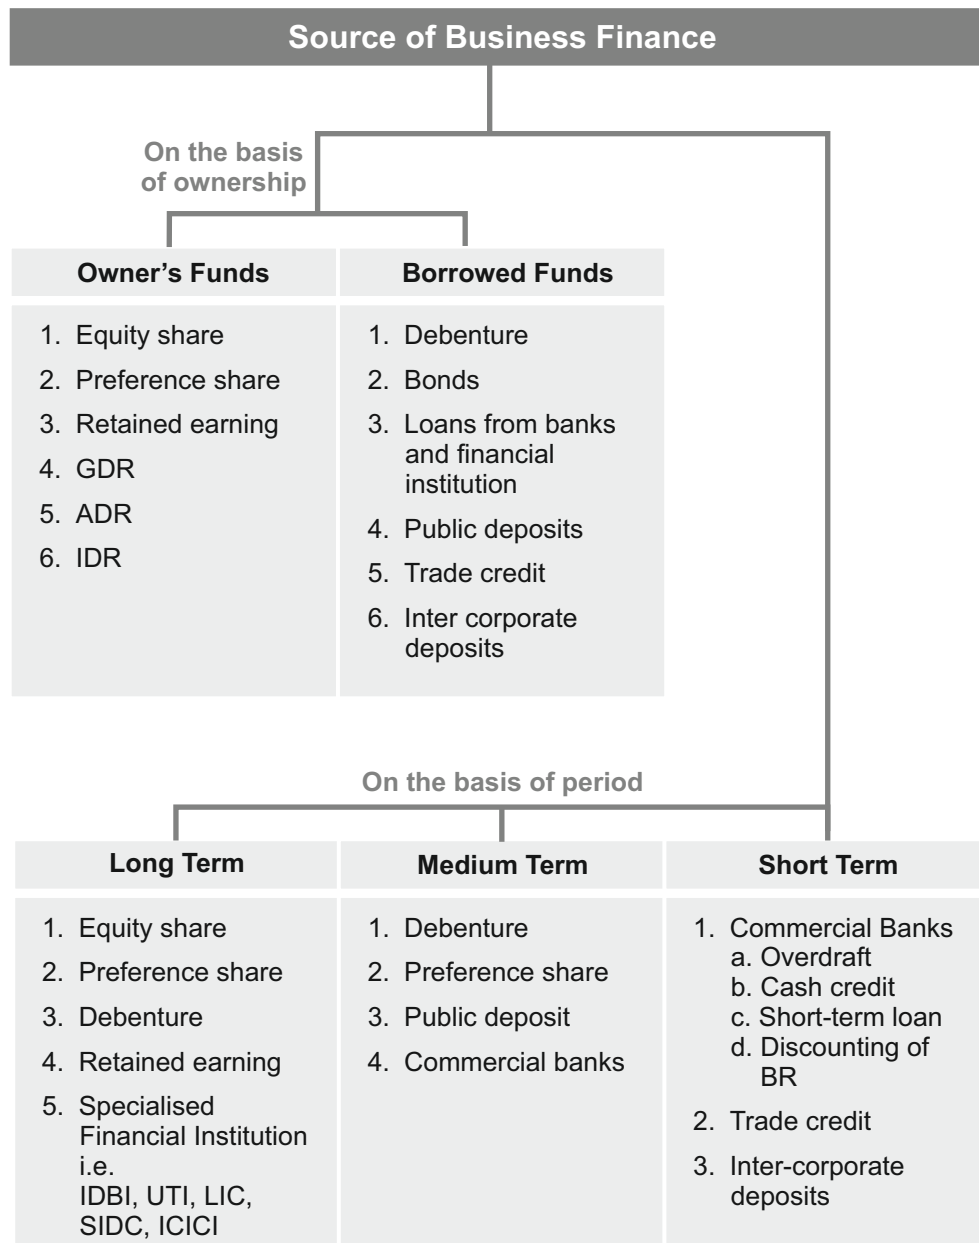 Source of Business Finance
On the basis
of ownership
Owner's Funds
1. Equity share
2. Preference share
3. Retained earning
4. GDR
5. ADR
6. IDR
Borrowed Funds
1. Debenture
2. Bonds
3. Loans from banks
and financial
institution
4. Public deposits
5. Trade credit
6. Inter corporate
deposits
On the basis of period
Long Term
1. Equity share
2. Preference share
3. Debenture
4. Retained earning
5. Specialised
Financial Institution
i.e.
IDBI, UTI, LIC,
SIDC, ICICI
Medium Term
1. Debenture
2. Preference share
3. Public deposit
4. Commercial banks
Short Term
1. Commercial Banks
a. Overdraft
b. Cash credit
c. Short-term loan
d. Discounting of
BR
2. Trade credit
3. Inter-corporate
deposits